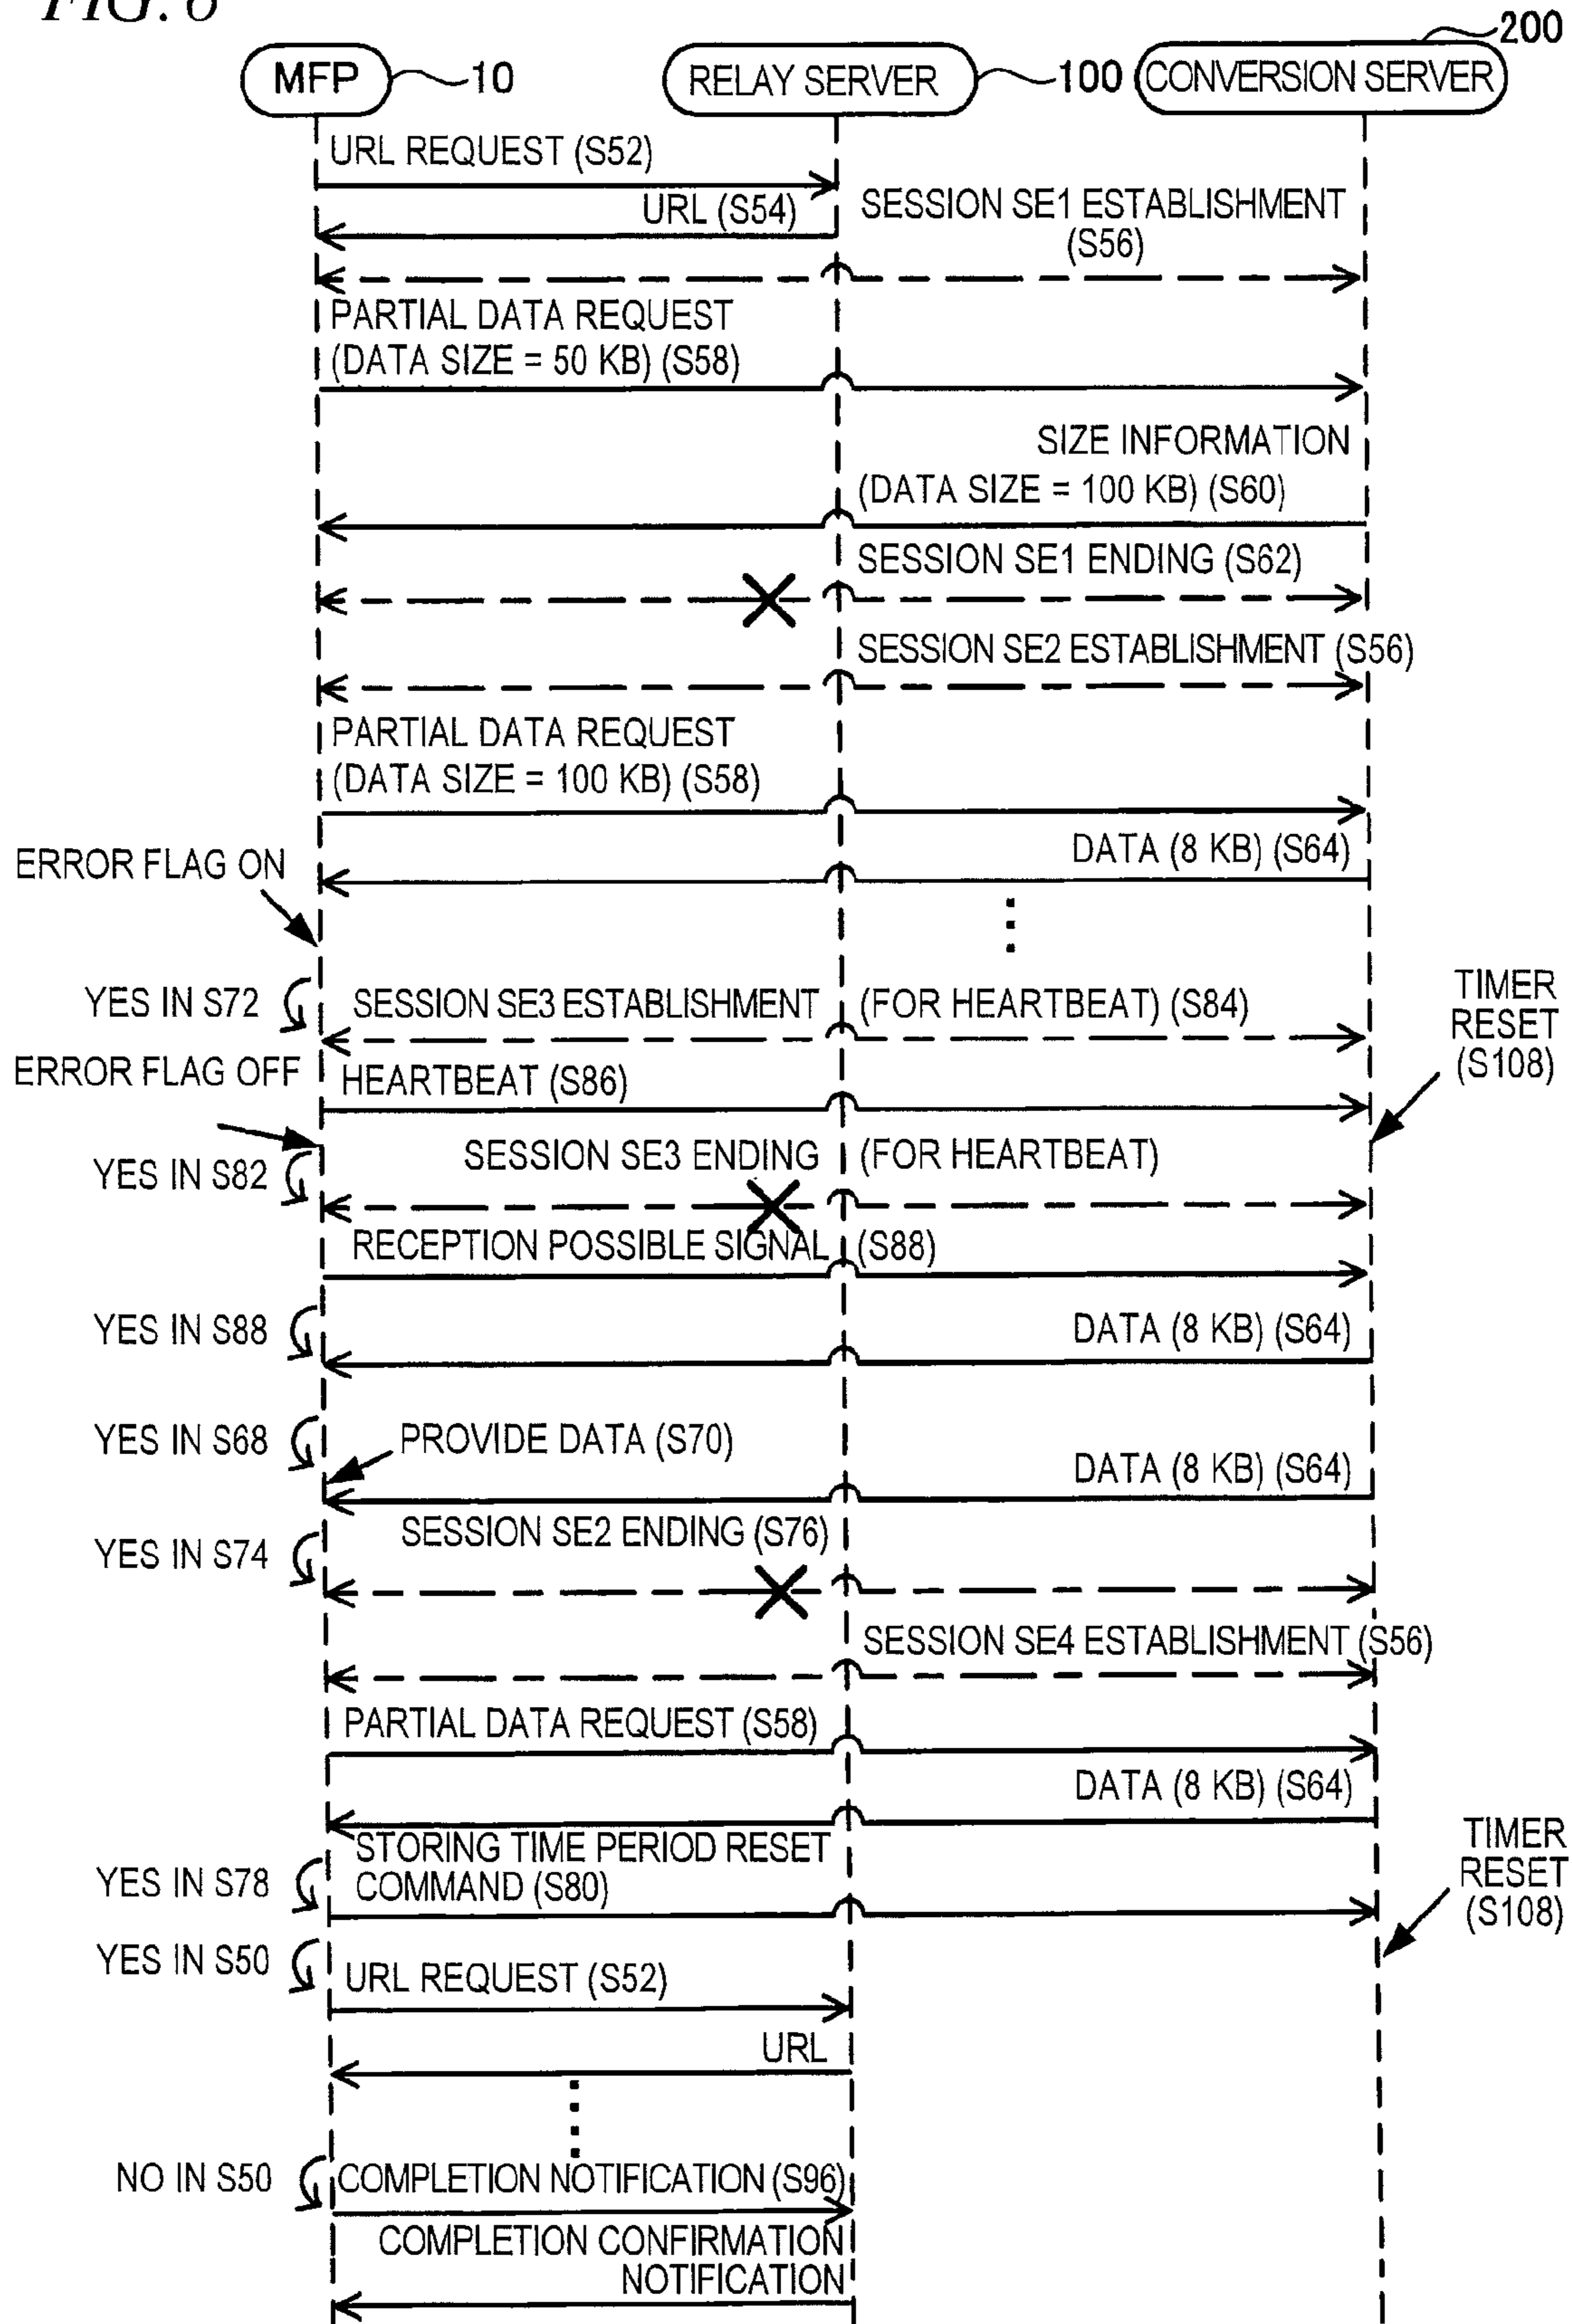 FIG. 6
200
MFP
10
RELAY SERVER
100
CONVERSION SERVER
URL REQUEST (S52)
URL (S54)
SESSION SE1 ESTABLISHMENT
(S56)
PARTIAL DATA REQUEST
(DATA SIZE = 50 KB) (S58)
SIZE INFORMATION
(DATA SIZE = 100 KB) (S60)
SESSION SE1 ENDING (S62)
SESSION SE2 ESTABLISHMENT (S56)
PARTIAL DATA REQUEST
(DATA SIZE = 100 KB) (S58)
DATA (8 KB) (S64)
ERROR FLAG ON
YES IN S72
SESSION SE3 ESTABLISHMENT (FOR HEARTBEAT) (S84)
TIMER
RESET
(S108)
ERROR FLAG OFF
HEARTBEAT (S86)
YES IN S82
SESSION SE3 ENDING (FOR HEARTBEAT)
RECEPTION POSSIBLE SIGNAL (S88)
YES IN S88
DATA (8 KB) (S64)
YES IN S68
PROVIDE DATA (S70)
DATA (8 KB) (S64)
SESSION SE2 ENDING (S76)
YES IN S74
SESSION SE4 ESTABLISHMENT (S56)
PARTIAL DATA REQUEST (S58)
DATA (8 KB) (S64)
STORING TIME PERIOD RESET
COMMAND (S80)
YES IN S78
TIMER
RESET
(S108)
YES IN S50
URL REQUEST (S52)
URL
NO IN S50
COMPLETION NOTIFICATION (S96)
COMPLETION CONFIRMATION
NOTIFICATION